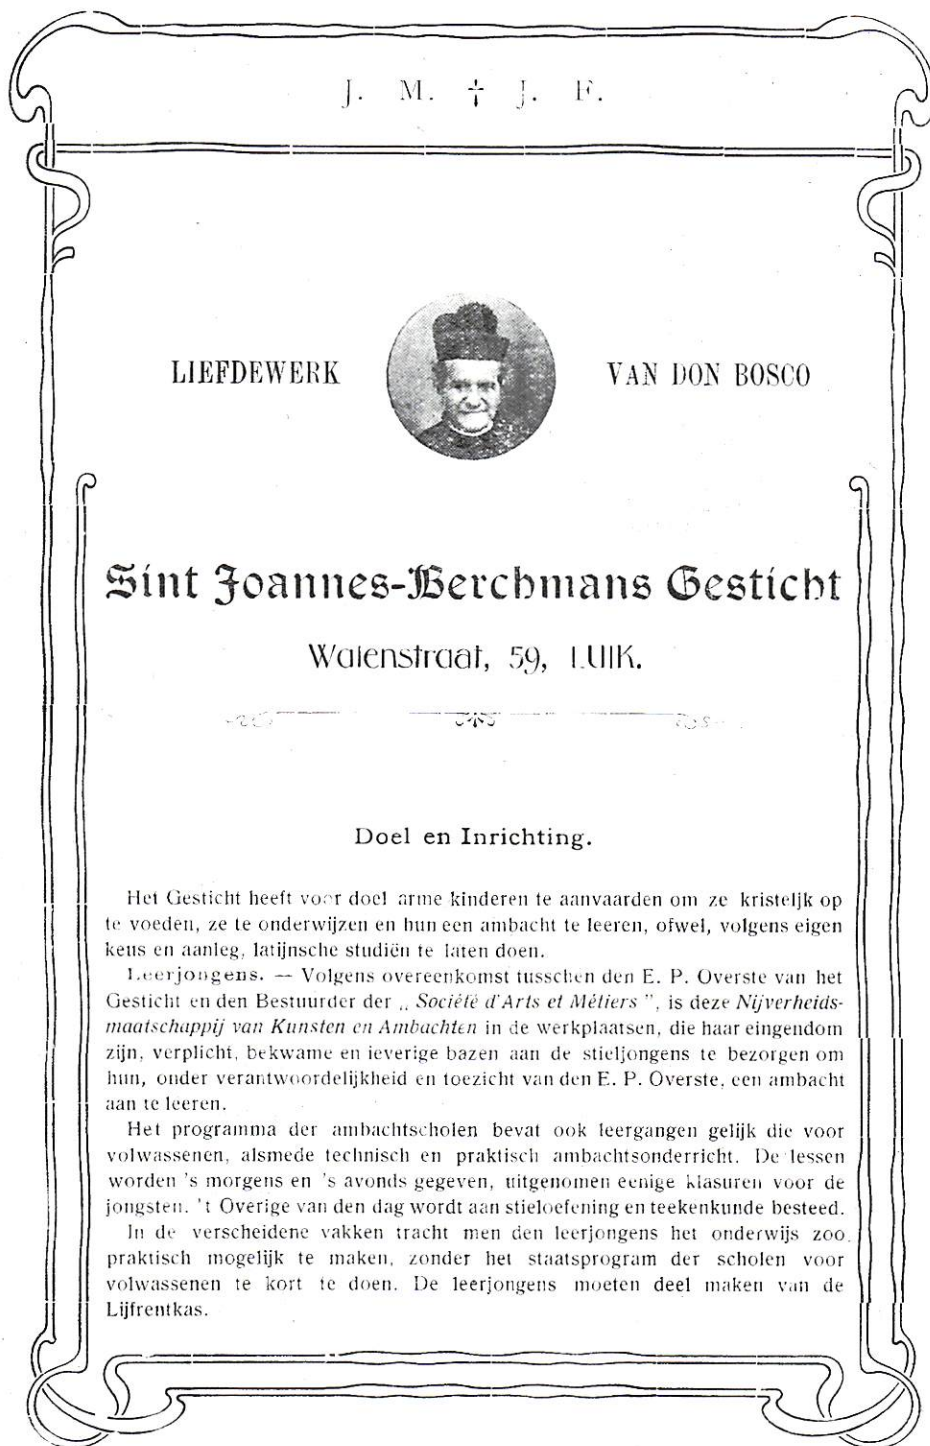 J. M. † J. F.
LIEFDEWERK VAN DON BOSCO
Sint Joannes-Berchmans Gesticht
Walenstraat, 59, LUIK.
Doel en Inrichting.
Het Gesticht heeft voor doel arme kinderen te aanvaarden om ze kristelijk op
te voeden, ze te onderwijzen en hun een ambacht te leeren, ofwel, volgens eigen
keus en aanleg, latijnsche studiën te laten doen.
Leerjongens. — Volgens overeenkomst tusschen den E. P. Overste van het
Gesticht en den Bestuurder der „ Société d'Arts et Métiers ”, is deze Nijverheids-
maatschappij van Kunsten en Ambachten in de werkplaatsen, die haar eingendom
zijn, verplicht, bekwame en ieverige bazen aan de stieljongens te bezorgen om
hun, onder verantwoordelijkheid en toezicht van den E. P. Overste, een ambacht
aan te leeren.
Het programma der ambachtscholen bevat ook leergangen gelijk die voor
volwassenen, alsmede technisch en praktisch ambachtsonderricht. De lessen
worden 's morgens en 's avonds gegeven, uitgenomen eenige klasuren voor de
jongsten. 't Overige van den dag wordt aan stieloefening en teekenkunde besteed.
In de verscheidene vakken tracht men den leerjongens het onderwijs zoo
praktisch mogelijk te maken, zonder het staatsprogram der scholen voor
volwassenen te kort te doen. De leerjongens moeten deel maken van de
Lijfrentkas.